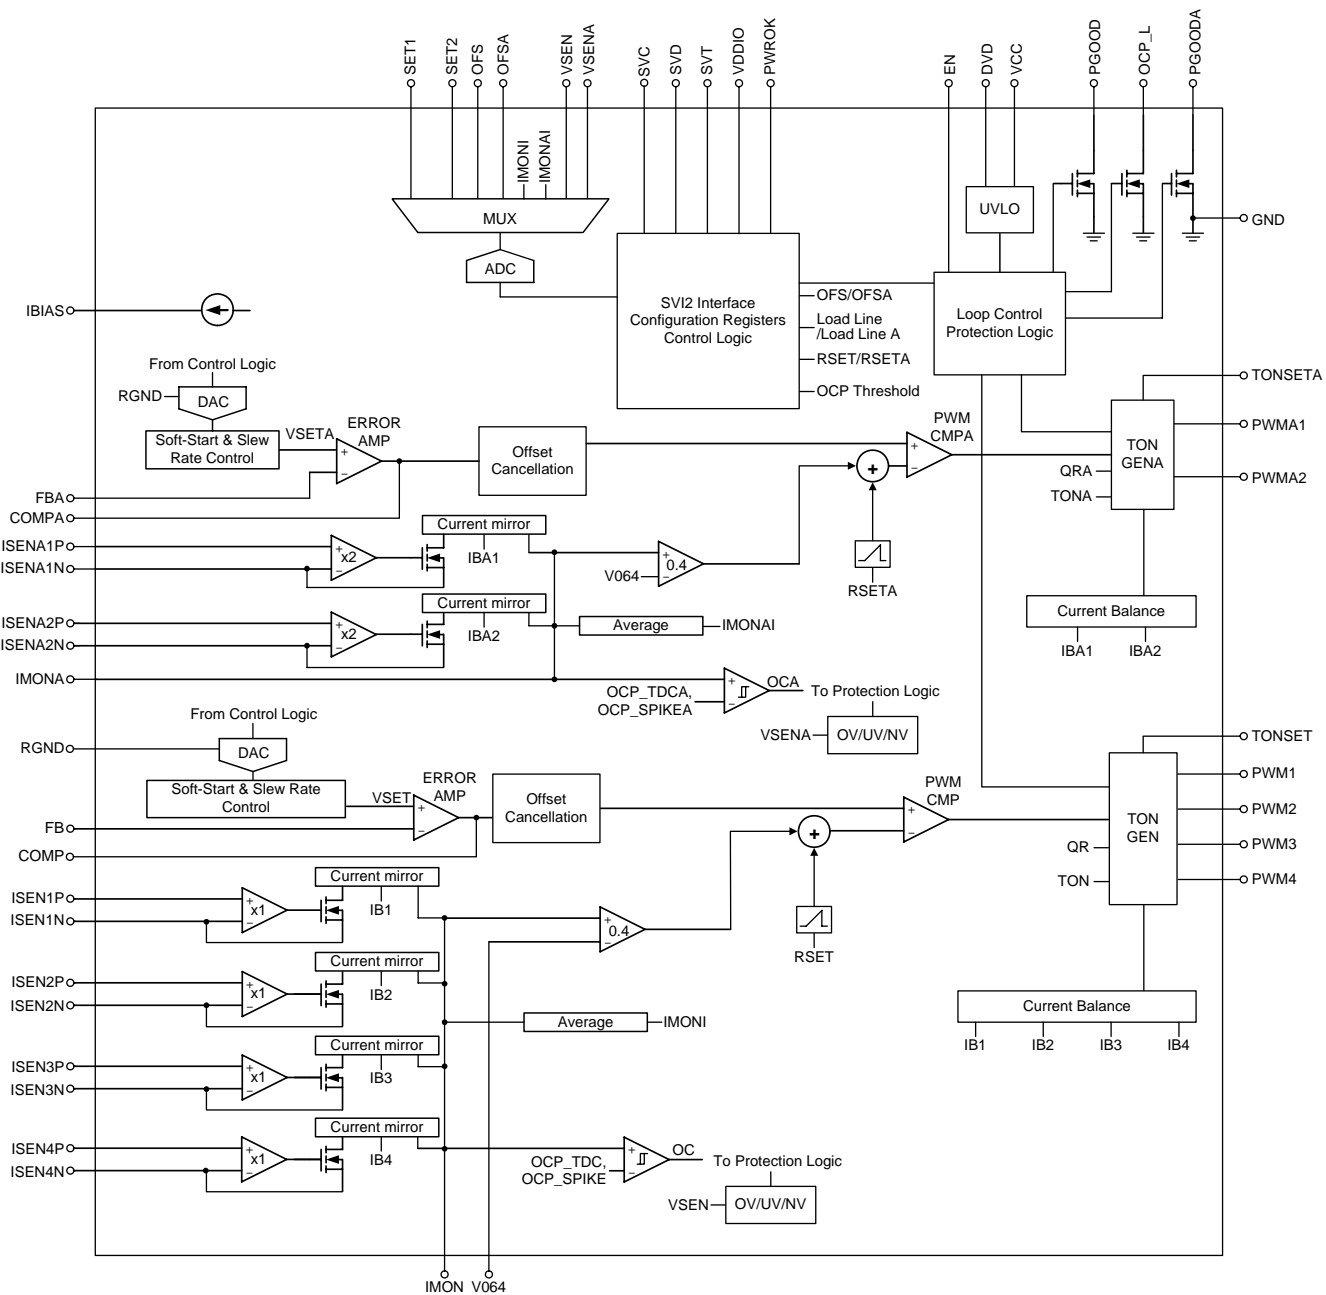 SET1
SET2
OFS
OFSA
VSEN
VSENA
SVC
SVD
SVT
VDDIO
PWROK
EN
DVD
VCC
PGOOD
OCP_L
PGOODA
IMONI
IMONAI
MUX
ADC
UVLO
GND
IBIAS
SVI2 Interface
Configuration Registers
Control Logic
OFS/OFSA
Load Line
/Load Line A
RSET/RSETA
OCP Threshold
Loop Control
Protection Logic
From Control Logic
RGND
DAC
Soft-Start & Slew
Rate Control
VSETA
ERROR
AMP
+
−
Offset
Cancellation
PWM
CMPA
+
−
+
TON
GENA
QRA
TONA
TONSETA
PWMA1
PWMA2
FBA
COMPA
ISENA1P
ISENA1N
+
−
x2
Current mirror
IBA1
V064
+
−
0.4
RSETA
ISENA2P
ISENA2N
+
−
x2
Current mirror
IBA2
Average
IMONAI
Current Balance
IBA1
IBA2
IMONA
OCP_TDCA,
OCP_SPIKEA
+
−
OCA
To Protection Logic
VSENA
OV/UV/NV
From Control Logic
RGND
DAC
Soft-Start & Slew Rate
Control
VSET
ERROR
AMP
+
−
Offset
Cancellation
PWM
CMP
+
−
+
TON
GEN
QR
TON
TONSET
PWM1
PWM2
PWM3
PWM4
FB
COMP
ISEN1P
ISEN1N
+
−
x1
Current mirror
IB1
+
−
0.4
RSET
ISEN2P
ISEN2N
+
−
x1
Current mirror
IB2
Average
IMONI
Current Balance
IB1
IB2
IB3
IB4
ISEN3P
ISEN3N
+
−
x1
Current mirror
IB3
ISEN4P
ISEN4N
+
−
x1
Current mirror
IB4
OCP_TDC,
OCP_SPIKE
+
−
OC
To Protection Logic
VSEN
OV/UV/NV
IMON
V064